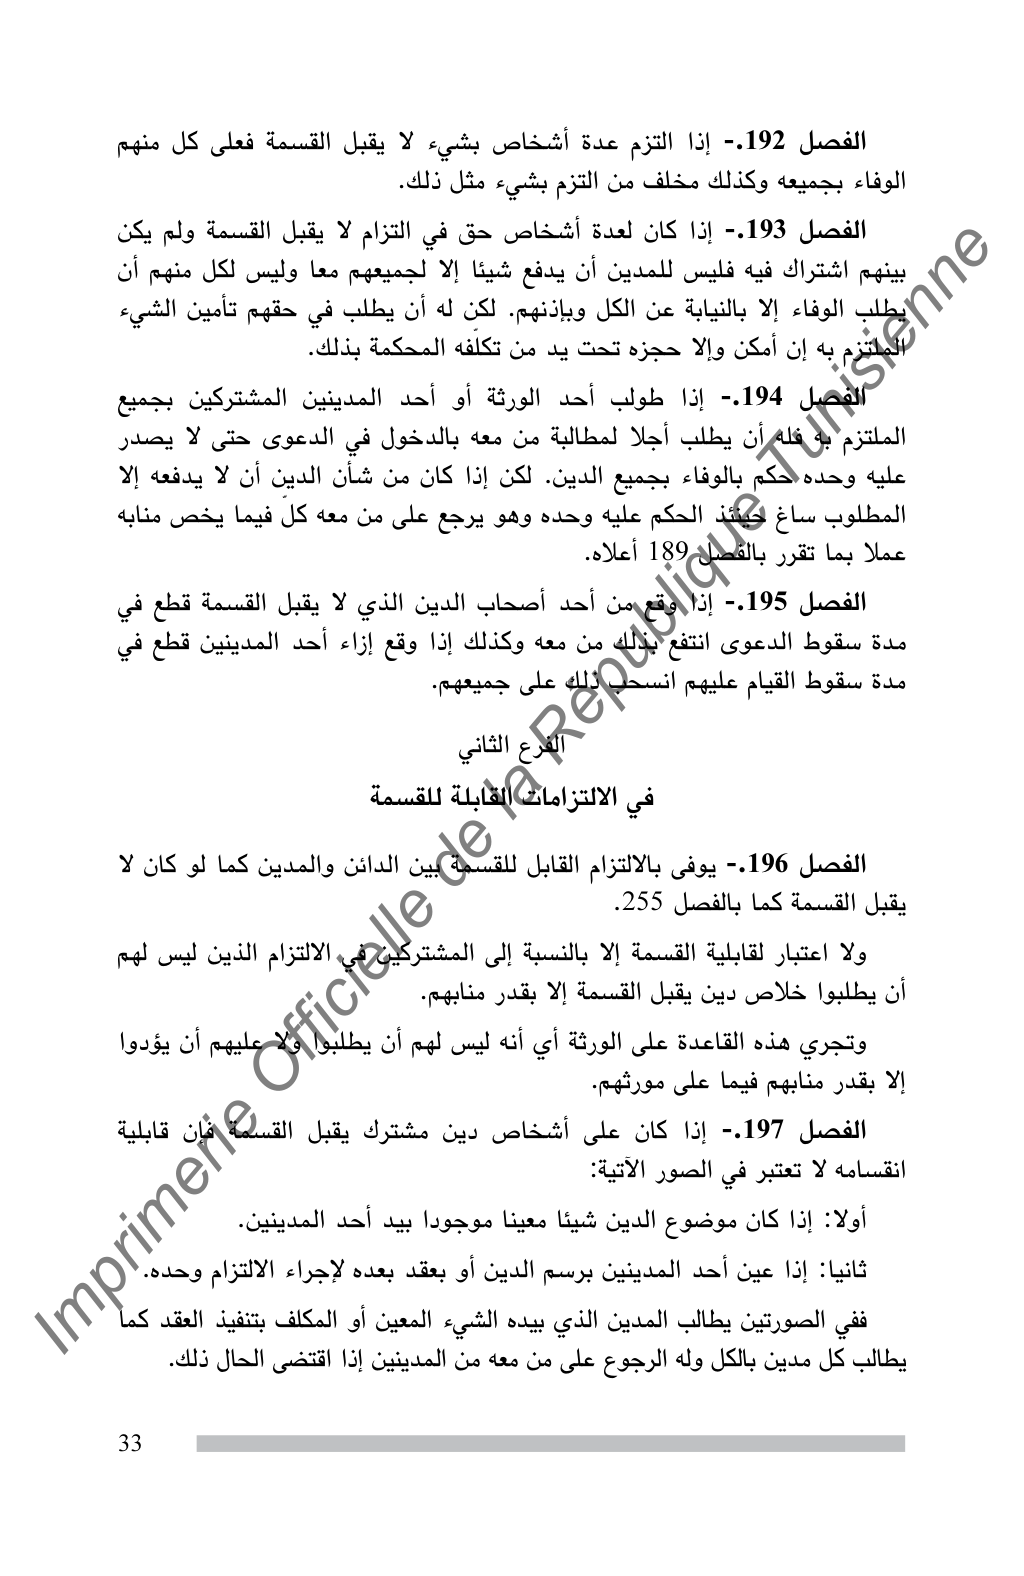 الفصل 192.- إذا التزم عدة أشخاص بشيء لا يقبل القسمة فعلى كل منهم
الوفاء بجميعه وكذلك مخلف من التزم بشيء مثل ذلك.
الفصل 193.- إذا كان لعدة أشخاص حق في التزام لا يقبل القسمة ولم يكن
بينهم اشتراك فيه فليس للمدين أن يدفع شيئا إلا لجميعهم معا وليس لكل منهم أن
يطلب الوفاء إلا بالنيابة عن الكل وبإذنهم. لكن له أن يطلب في حقهم تأمين الشيء
الملتزم به إن أمكن وإلا حجزه تحت يد من تكلّفه المحكمة بذلك.
الفصل 194.- إذا طولب أحد الورثة أو أحد المدينين المشتركين بجميع
الملتزم به فله أن يطلب أجلا لمطالبة من معه بالدخول في الدعوى حتى لا يصدر
عليه وحده حكم بالوفاء بجميع الدين. لكن إذا كان من شأن الدين أن لا يدفعه إلا
المطلوب ساغ حينئذ الحكم عليه وحده وهو يرجع على من معه كلّ فيما يخص منابه
عملا بما تقرر بالفصل 189 أعلاه.
الفصل 195.- إذا وقع من أحد أصحاب الدين الذي لا يقبل القسمة قطع في
مدة سقوط الدعوى انتفع بذلك من معه وكذلك إذا وقع إزاء أحد المدينين قطع في
مدة سقوط القيام عليهم انسحب ذلك على جميعهم.
الفرع الثاني
في الالتزامات القابلة للقسمة
الفصل 196.- يوفى بالالتزام القابل للقسمة بين الدائن والمدين كما لو كان لا
يقبل القسمة كما بالفصل 255.
ولا اعتبار لقابلية القسمة إلا بالنسبة إلى المشتركين في الالتزام الذين ليس لهم
أن يطلبوا خلاص دين يقبل القسمة إلا بقدر منابهم.
وتجري هذه القاعدة على الورثة أي أنه ليس لهم أن يطلبوا ولا عليهم أن يؤدوا
إلا بقدر منابهم فيما على مورثهم.
الفصل 197.- إذا كان على أشخاص دين مشترك يقبل القسمة فإن قابلية
انقسامه لا تعتبر في الصور الآتية:
أولا: إذا كان موضوع الدين شيئا معينا موجودا بيد أحد المدينين.
ثانيا: إذا عين أحد المدينين برسم الدين أو بعقد بعده لإجراء الالتزام وحده.
ففي الصورتين يطالب المدين الذي بيده الشيء المعين أو المكلف بتنفيذ العقد كما
يطالب كل مدين بالكل وله الرجوع على من معه من المدينين إذا اقتضى الحال ذلك.
33
Imprimerie Officielle de la Republique Tunisienne